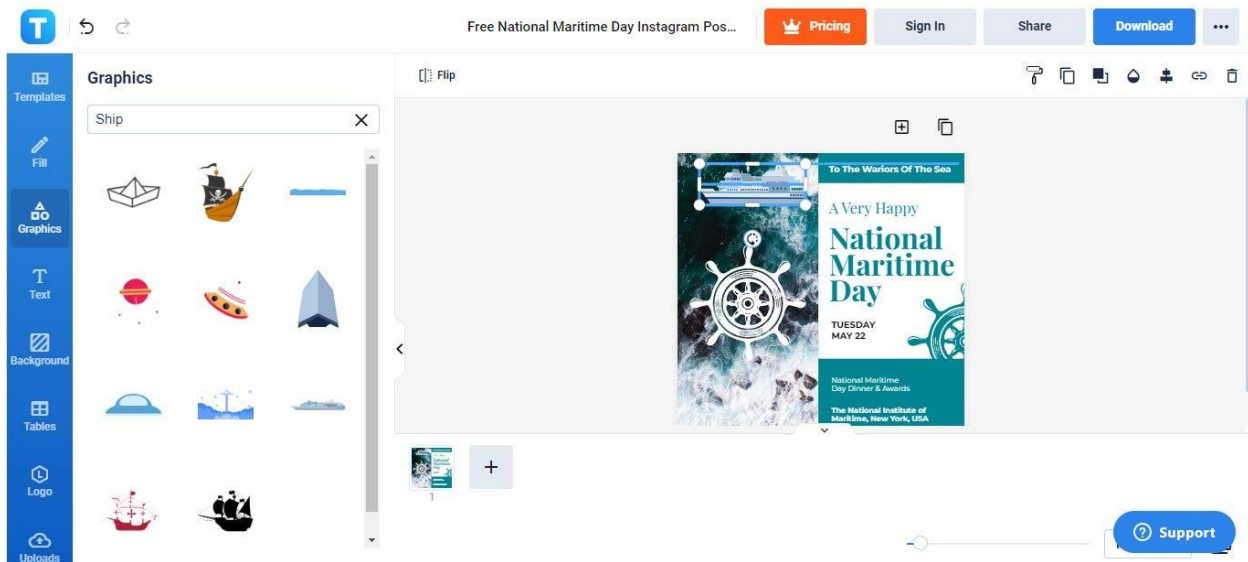 T
Free National Maritime Day Instagram Pos...
Pricing
Sign In
Share
Download
Templates
Fill
Graphics
Text
Background
Tables
Logo
Uploads
Graphics
Ship
Flip
To The Wariors Of The Sea
A Very Happy
National
Maritime
Day
TUESDAY
MAY 22
National Maritime
Day Dinner & Awards
The National Institute of
Maritime, New York, USA
1
Support